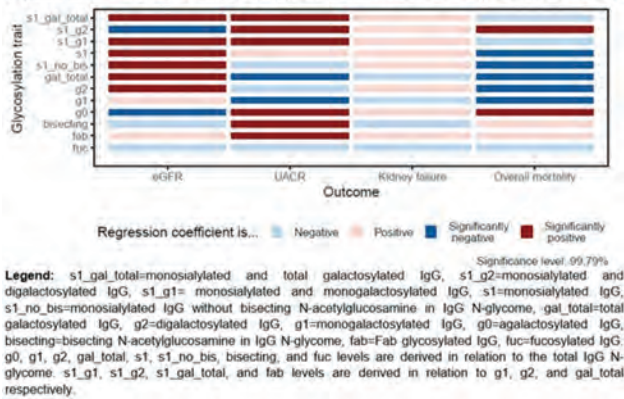 Glycosylation trait
s1_gal_total
s1_g2
s1_g1
s1
s1_no_bis
gal_total
g2
g1
g0
bisecting
fab
fuc
eGFR UACR Kidney failure Overall mortality
Outcome
Regression coefficient is... Negative Positive Significantly negative Significantly positive
Significance level: 99,79%
Legend: s1_gal_total=monosialylated and total galactosylated IgG, s1_g2=monosialylated and
digalactosylated IgG, s1_g1= monosialylated and monogalactosylated IgG, s1=monosialylated IgG,
s1_no_bis=monosialylated IgG without bisecting N-acetylglucosamine in IgG N-glycome, gal_total=total
galactosylated IgG, g2=digalactosylated IgG, g1=monogalactosylated IgG, g0=agalactosylated IgG,
bisecting=bisecting N-acetylglucosamine in IgG N-glycome, fab=Fab glycosylated IgG, fuc=fucosylated IgG.
g0, g1, g2, gal_total, s1, s1_no_bis, bisecting, and fuc levels are derived in relation to the total IgG N-
glycome. s1_g1, s1_g2, s1_gal_total, and fab levels are derived in relation to g1, g2, and gal_total
respectively.